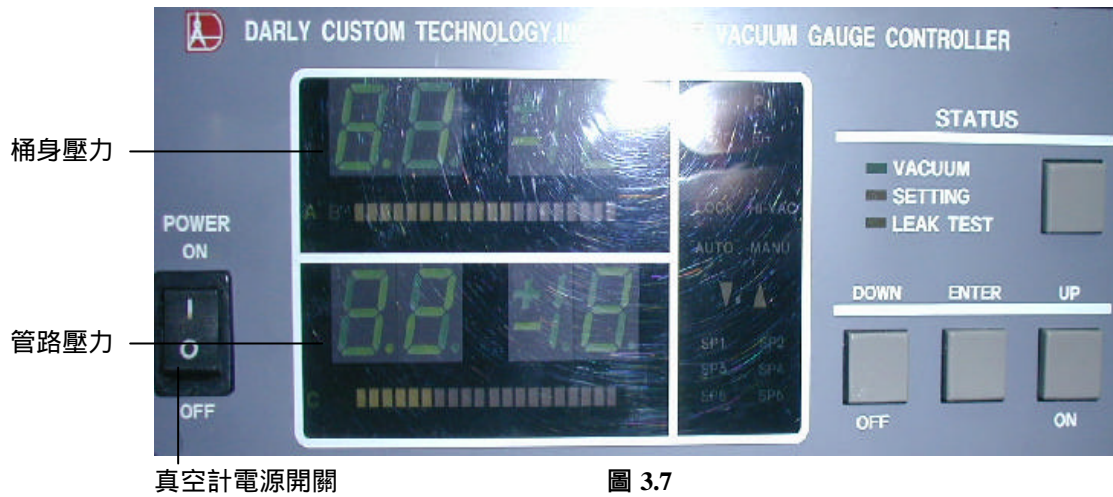 DARLY CUSTOM TECHNOLOGY,IN VACUUM GAUGE CONTROLLER
桶身壓力
STATUS
VACUUM
SETTING
LEAK TEST
A B
LOCK HI-VAC
AUTO MANU
POWER
ON
I
O
OFF
管路壓力
C
SP1 SP2
SP3 SP4
SP5 SP6
DOWN ENTER UP
OFF ON
真空計電源開關
圖 3.7